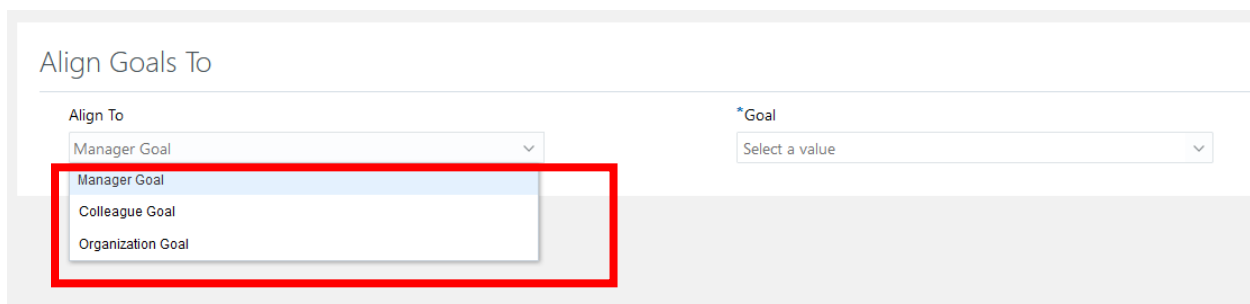 Align Goals To
Align To
*Goal
Manager Goal
Select a value
Manager Goal
Colleague Goal
Organization Goal